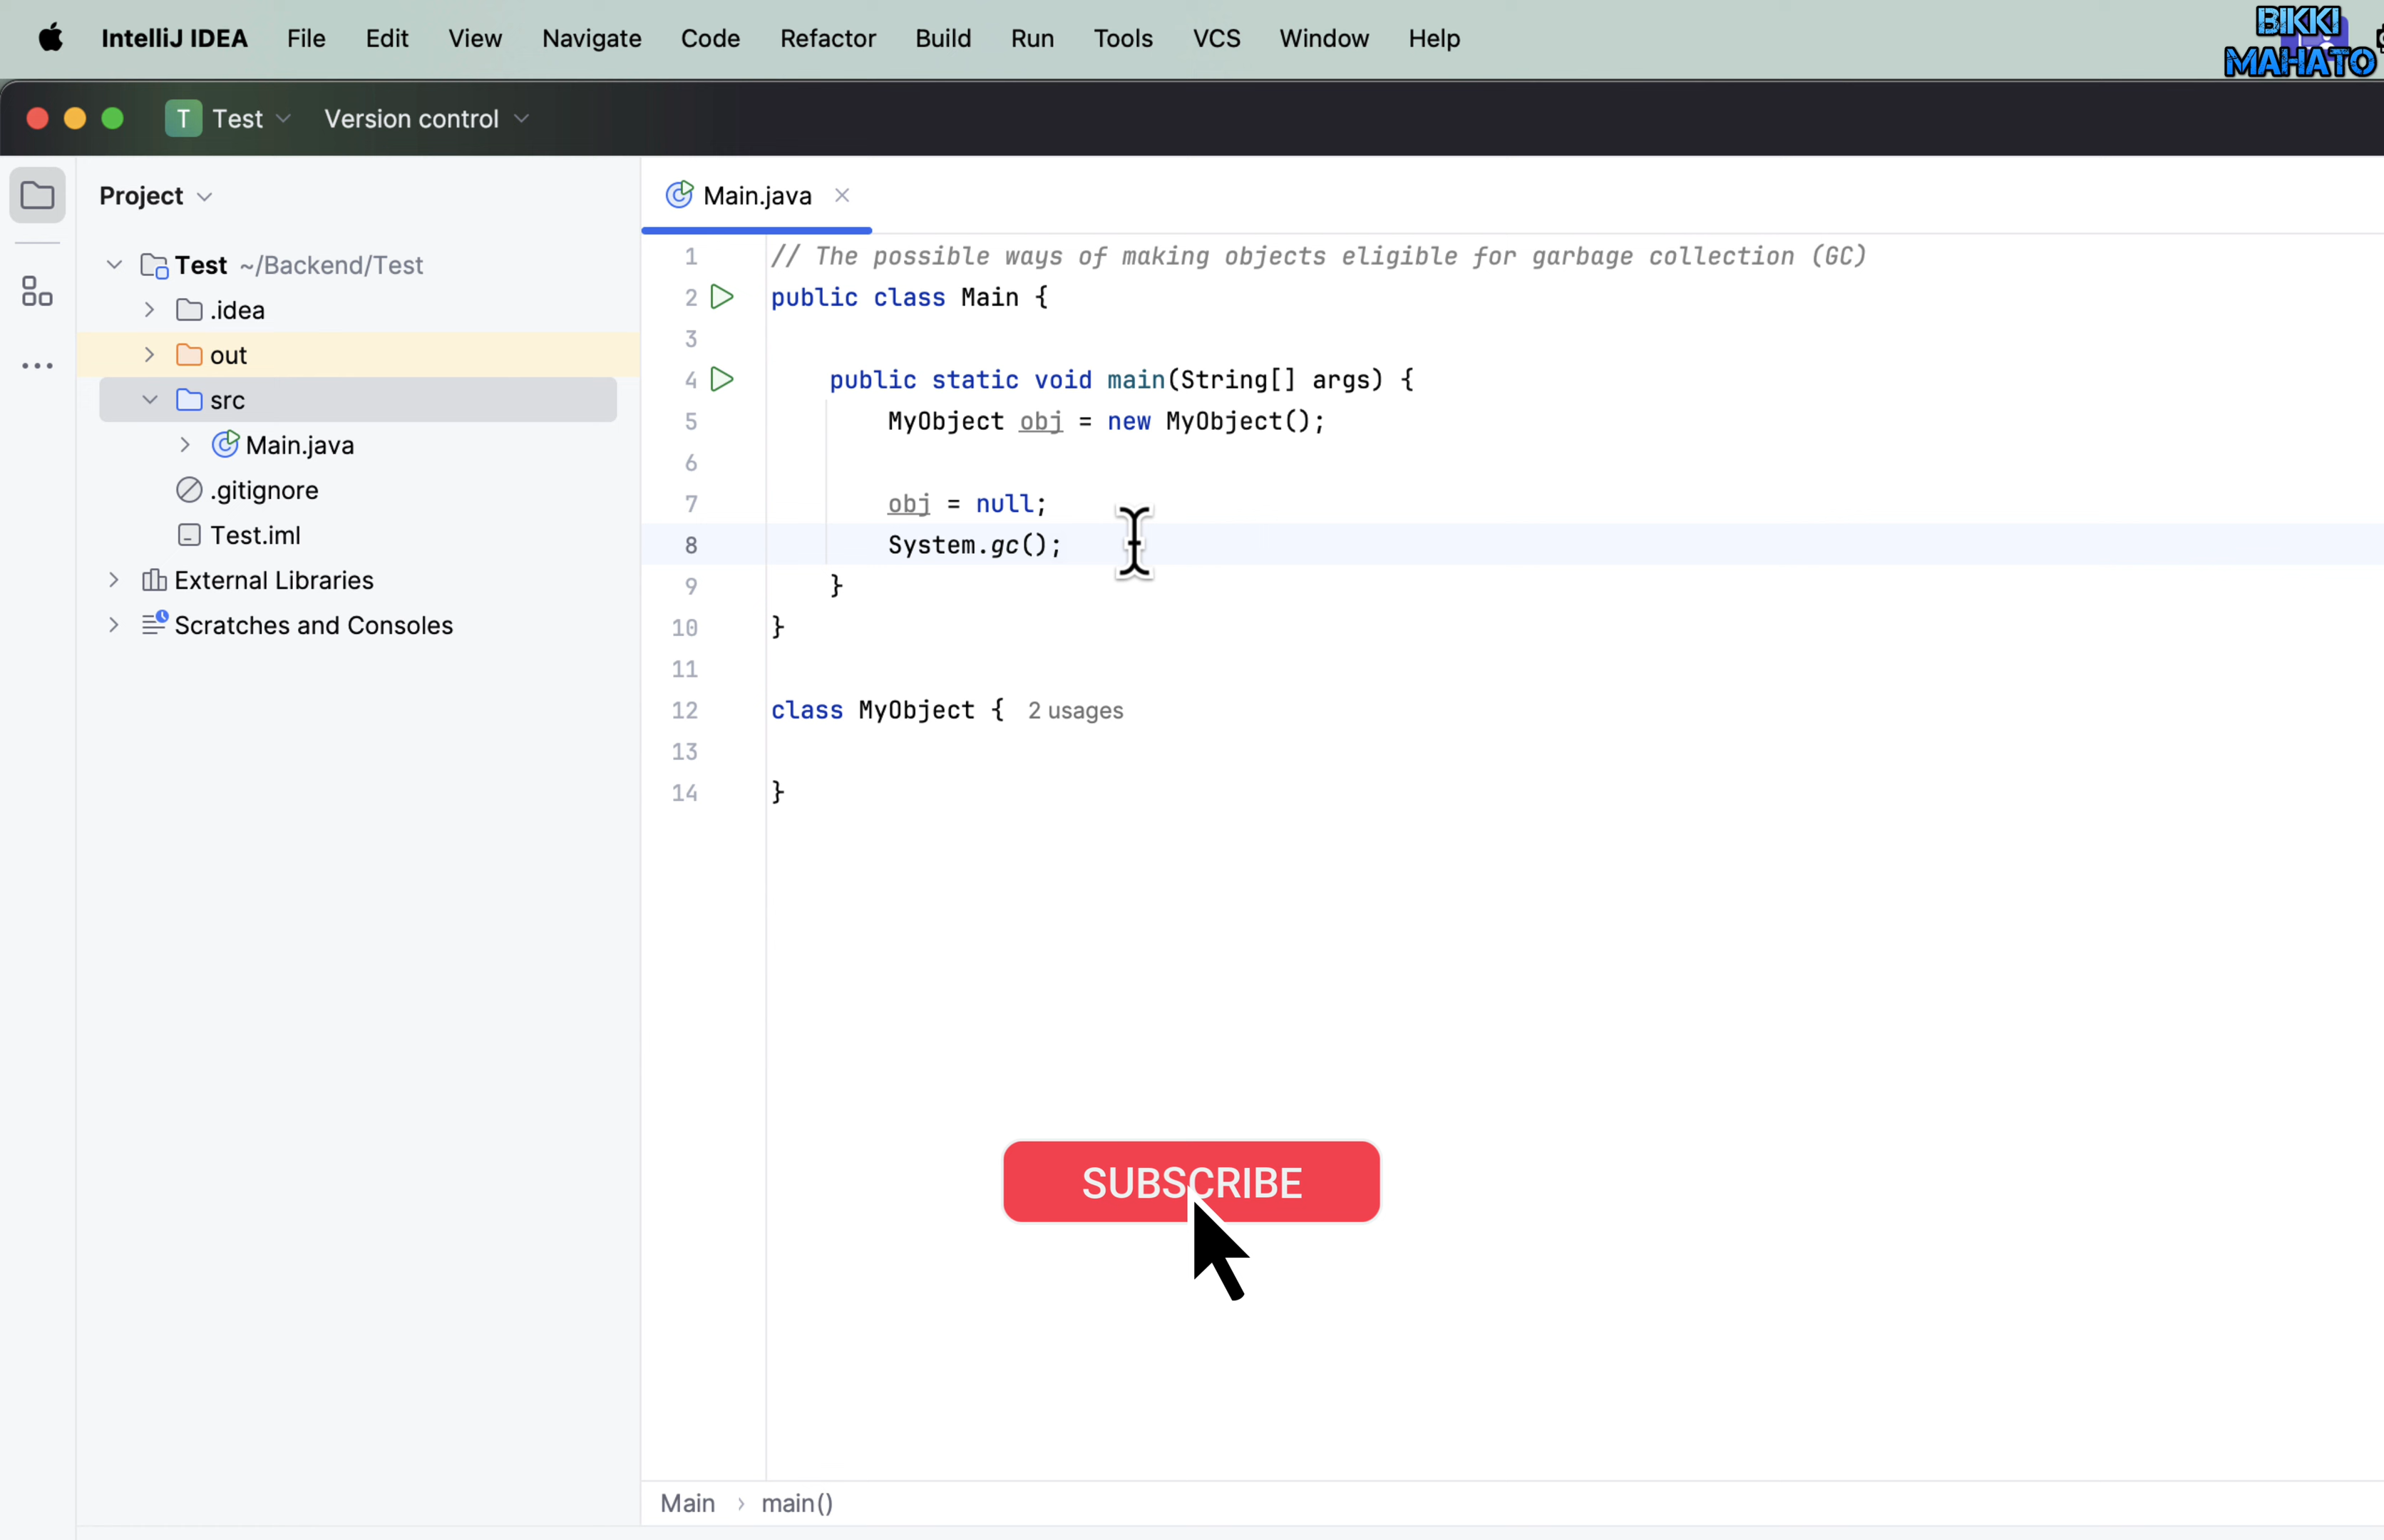 IntelliJ IDEA File Edit View Navigate Code Refactor Build Run Tools VCS Window Help
BIKKI
MAHATO
T Test Version control
Project
Main.java
Test ~/Backend/Test
.idea
out
src
Main.java
.gitignore
Test.iml
External Libraries
Scratches and Consoles
1 // The possible ways of making objects eligible for garbage collection (GC)
2 public class Main {
3
4 public static void main(String[] args) {
5 MyObject obj = new MyObject();
6
7 obj = null;
8 System.gc();
9 }
10 }
11
12 class MyObject { 2 usages
13
14 }
SUBSCRIBE
Main › main()